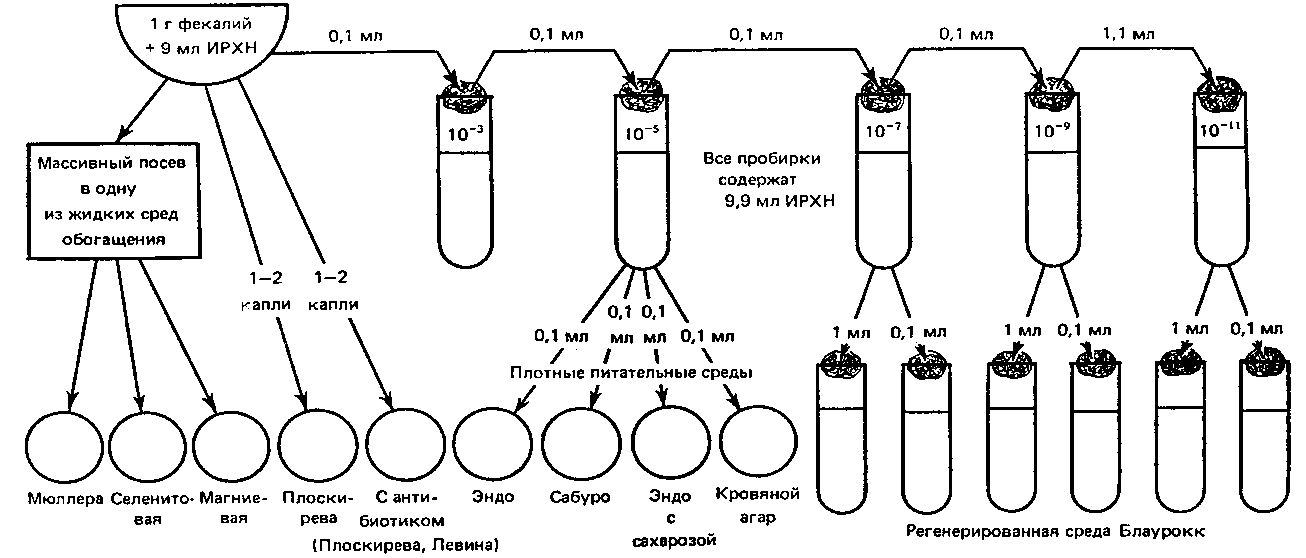 1 г фекалий
+ 9 мл ИРХН
0,1 мл
0,1 мл
0,1 мл
0,1 мл
1,1 мл
10⁻³
10⁻⁵
10⁻⁷
10⁻⁹
10⁻¹¹
Массивный посев
в одну
из жидких сред
обогащения
Все пробирки
содержат
9,9 мл ИРХН
1–2
капли
1–2
капли
0,1 мл
0,1
мл
0,1
мл
0,1 мл
1 мл
0,1 мл
1 мл
0,1 мл
1 мл
0,1 мл
Плотные питательные среды
Мюллера
Селенито-
вая
Магние-
вая
Плоски-
рева
С анти-
биотиком
(Плоскирева, Левина)
Эндо
Сабуро
Эндо
с
сахарозой
Кровяной
агар
Регенерированная среда Блаурокк